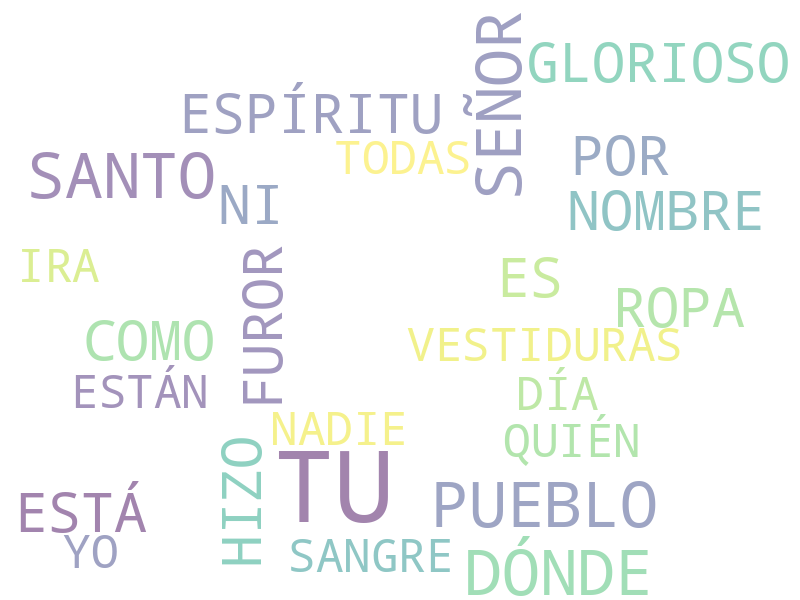 SEÑOR
GLORIOSO
ESPÍRITU
TODAS
POR
SANTO
NI
NOMBRE
IRA
FUROR
ES
ROPA
COMO
VESTIDURAS
ESTÁN
DÍA
NADIE
QUIÉN
HIZO
TU
PUEBLO
ESTÁ
YO
SANGRE
DÓNDE